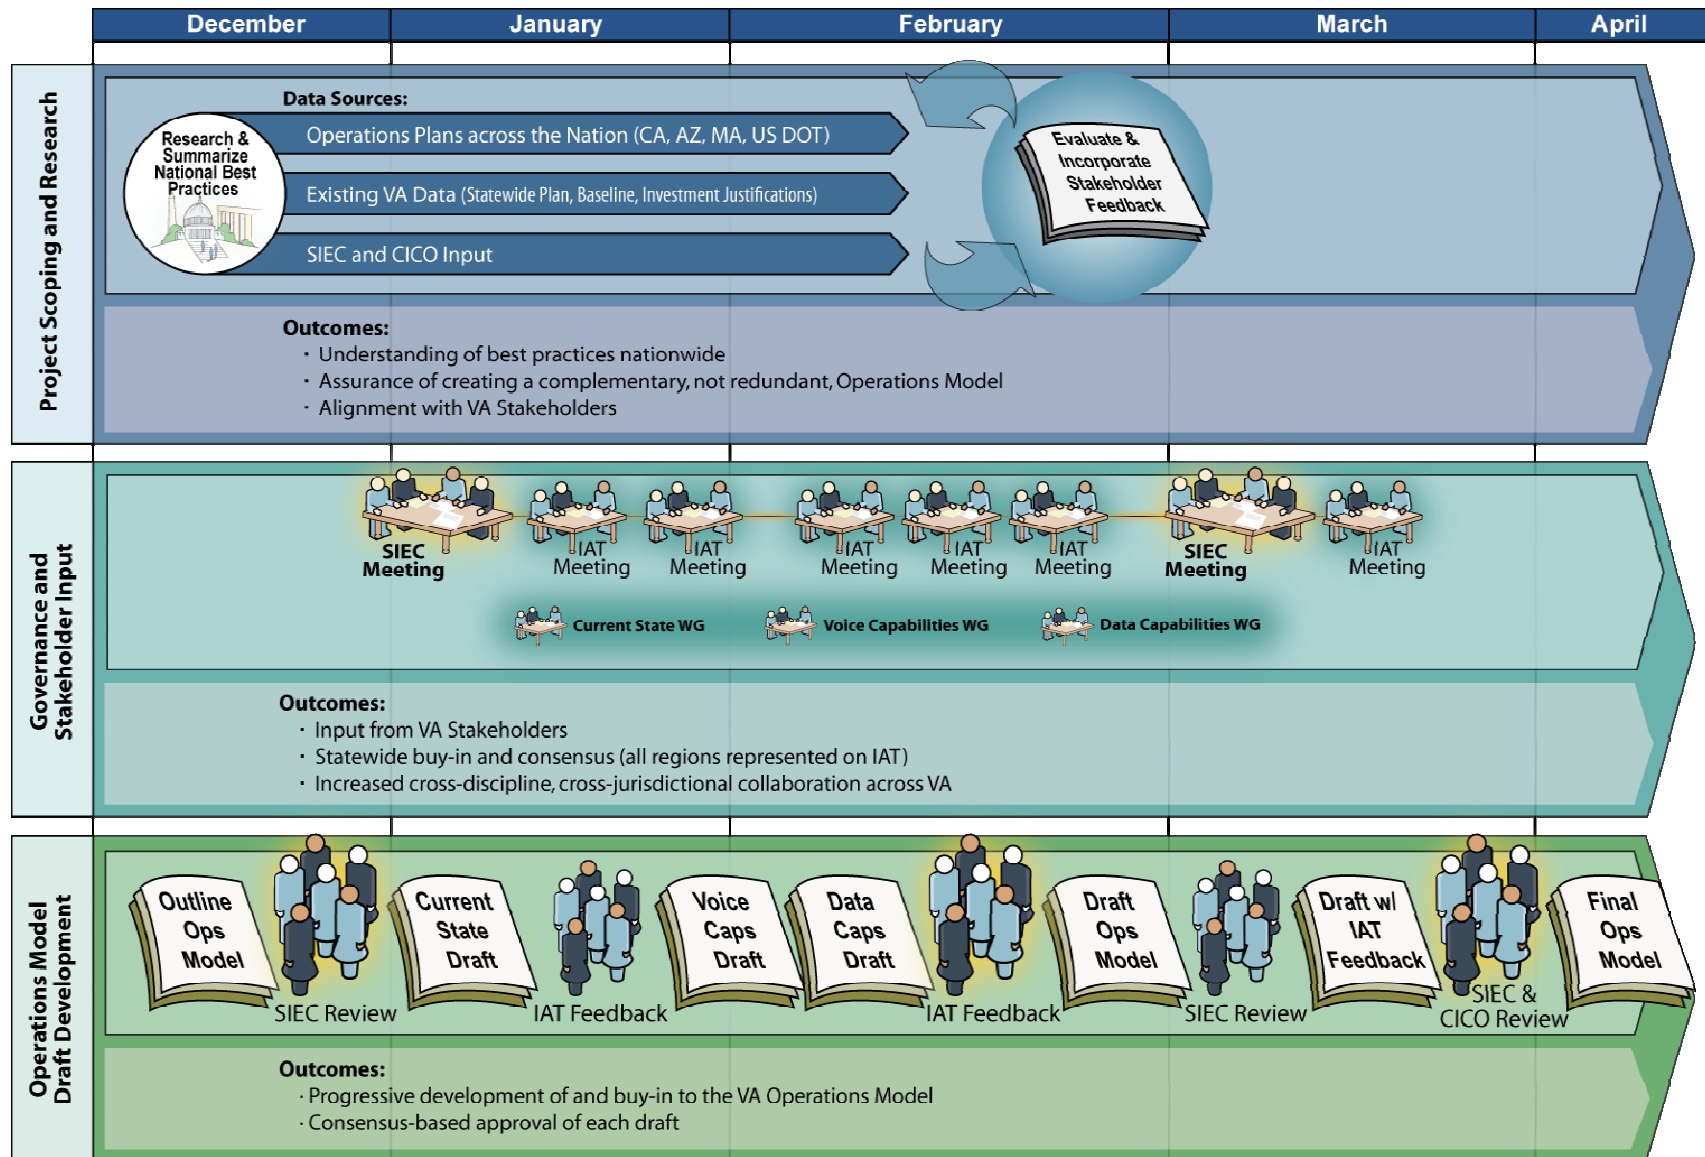 December
January
February
March
April
Project Scoping and Research
Data Sources:
Research &
Summarize
National Best
Practices
Operations Plans across the Nation (CA, AZ, MA, US DOT)
Existing VA Data (Statewide Plan, Baseline, Investment Justifications)
SIEC and CICO Input
Evaluate &
Incorporate
Stakeholder
Feedback
Outcomes:
· Understanding of best practices nationwide
· Assurance of creating a complementary, not redundant, Operations Model
· Alignment with VA Stakeholders
Governance and
Stakeholder Input
SIEC
Meeting
IAT
Meeting
IAT
Meeting
IAT
Meeting
IAT
Meeting
IAT
Meeting
SIEC
Meeting
IAT
Meeting
Current State WG
Voice Capabilities WG
Data Capabilities WG
Outcomes:
· Input from VA Stakeholders
· Statewide buy-in and consensus (all regions represented on IAT)
· Increased cross-discipline, cross-jurisdictional collaboration across VA
Operations Model
Draft Development
Outline
Ops
Model
SIEC Review
Current
State
Draft
IAT Feedback
Voice
Caps
Draft
Data
Caps
Draft
IAT Feedback
Draft
Ops
Model
SIEC Review
Draft w/
IAT
Feedback
SIEC &
CICO Review
Final
Ops
Model
Outcomes:
· Progressive development of and buy-in to the VA Operations Model
· Consensus-based approval of each draft